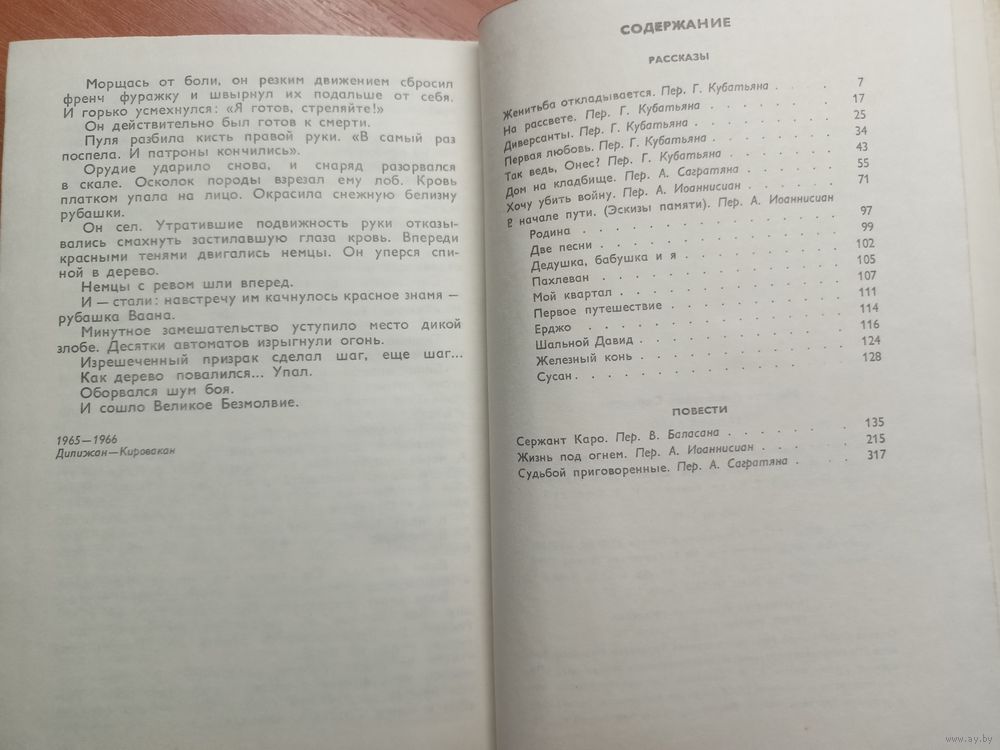 Морщась от боли, он резким движением сбросил
френч фуражку и швырнул их подальше от себя.
И горько усмехнулся: «Я готов, стреляйте!»
Он действительно был готов к смерти.
Пуля разбила кисть правой руки. «В самый раз
поспела. И патроны кончились».
Орудие ударило снова, и снаряд разорвался
в скале. Осколок породы взрезал ему лоб. Кровь
платком упала на лицо. Окрасила снежную белизну
рубашки.
Он сел. Утратившие подвижность руки отказы-
вались смахнуть застилавшую глаза кровь. Впереди
красными тенями двигались немцы. Он уперся спи-
ной в дерево.
Немцы с ревом шли вперед.
И — стали: навстречу им качнулось красное знамя —
рубашка Ваана.
Минутное замешательство уступило место дикой
злобе. Десятки автоматов изрыгнули огонь.
Изрешеченный призрак сделал шаг, еще шаг...
Как дерево повалился... Упал.
Оборвался шум боя.
И сошло Великое Безмолвие.
1965—1966
Дилижан—Кировакан
СОДЕРЖАНИЕ
РАССКАЗЫ
Женитьба откладывается. Пер. Г. Кубатьяна . 7
На рассвете. Пер. Г. Кубатьяна . . . . 17
Диверсанты. Пер. Г. Кубатьяна . . . . 25
Первая любовь. Пер. Г. Кубатьяна . . . 34
Так ведь, Онес? Пер. Г. Кубатьяна . . . 43
Дом на кладбище. Пер. А. Сагратяна . . . 55
Хочу убить войну. Пер. А. Иоаннисиан . . 71
В начале пути. (Эскизы памяти). Пер. А. Иоаннисиан
Родина . . . . . . . . . 97
Две песни . . . . . . . . 99
Дедушка, бабушка и я . . . . . . 102
Пахлеван . . . . . . . . 105
Мой квартал . . . . . . . 107
Первое путешествие . . . . . . 111
Ерджо . . . . . . . . . 114
Шальной Давид . . . . . . . 116
Железный конь . . . . . . . 124
Сусан . . . . . . . . . 128
ПОВЕСТИ
Сержант Каро. Пер. В. Баласана . . . . 135
Жизнь под огнем. Пер. А. Иоаннисиан . . . 215
Судьбой приговоренные. Пер. А. Сагратяна . . 317
www.ay.by